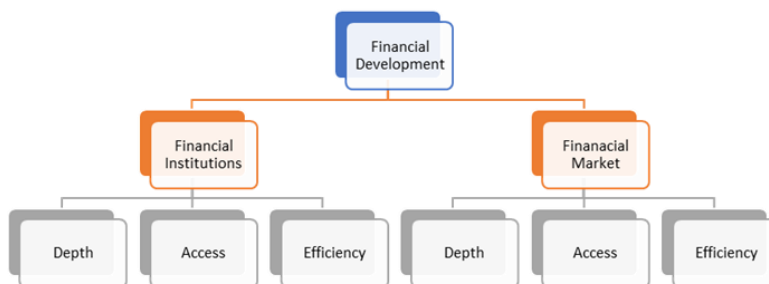 Financial
Development
Financial
Institutions
Finanacial
Market
Depth
Access
Efficiency
Depth
Access
Efficiency